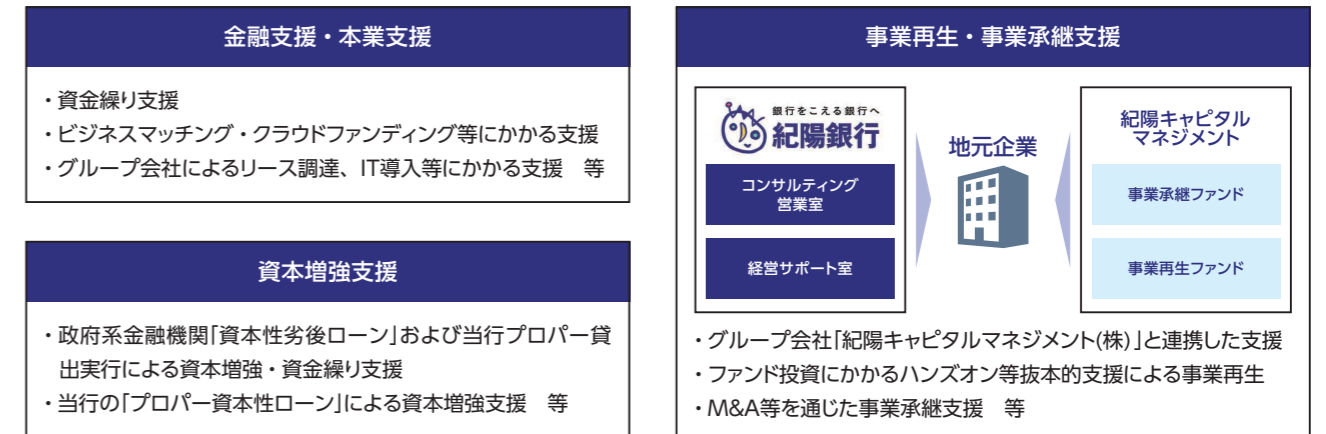 金融支援・本業支援
・資金繰り支援
・ビジネスマッチング・クラウドファンディング等にかかる支援
・グループ会社によるリース調達、IT導入等にかかる支援　等
資本増強支援
・政府系金融機関「資本性劣後ローン」および当行プロパー貸
出実行による資本増強・資金繰り支援
・当行の「プロパー資本性ローン」による資本増強支援　等
事業再生・事業承継支援
銀行をこえる銀行へ
紀陽銀行
コンサルティング
営業室
経営サポート室
地元企業
紀陽キャピタル
マネジメント
事業承継ファンド
事業再生ファンド
・グループ会社「紀陽キャピタルマネジメント(株)」と連携した支援
・ファンド投資にかかるハンズオン等抜本的支援による事業再生
・M&A等を通じた事業承継支援　等